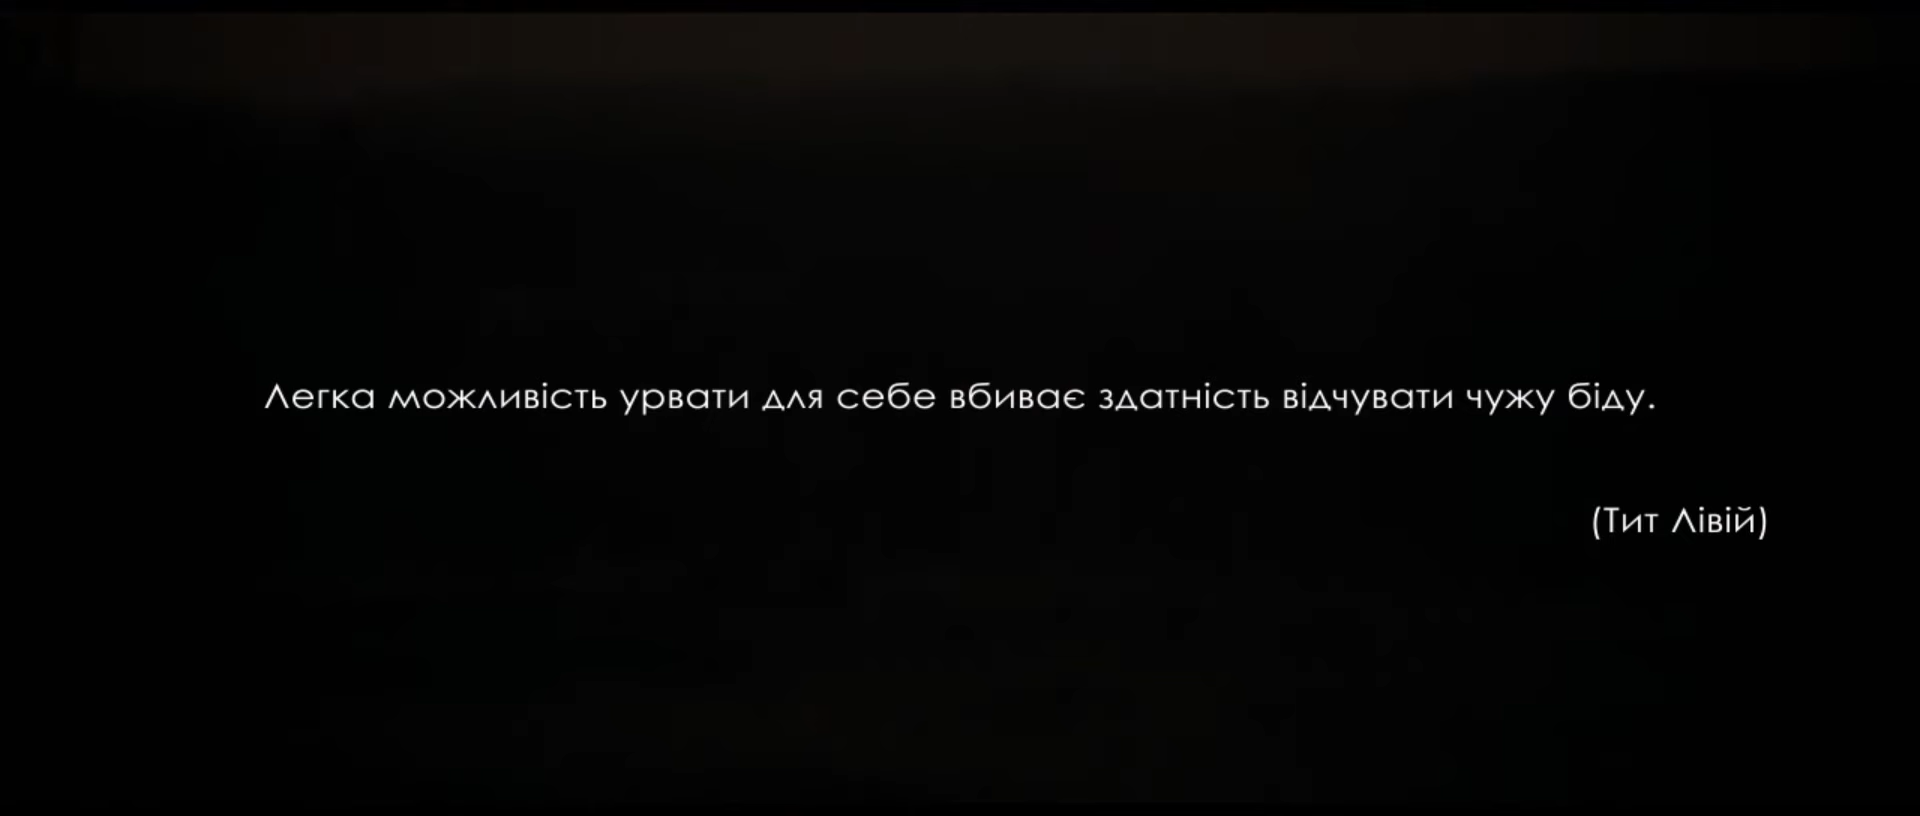 Легка можливість урвати для себе вбиває здатність відчувати чужу біду.
(Тит Лівій)